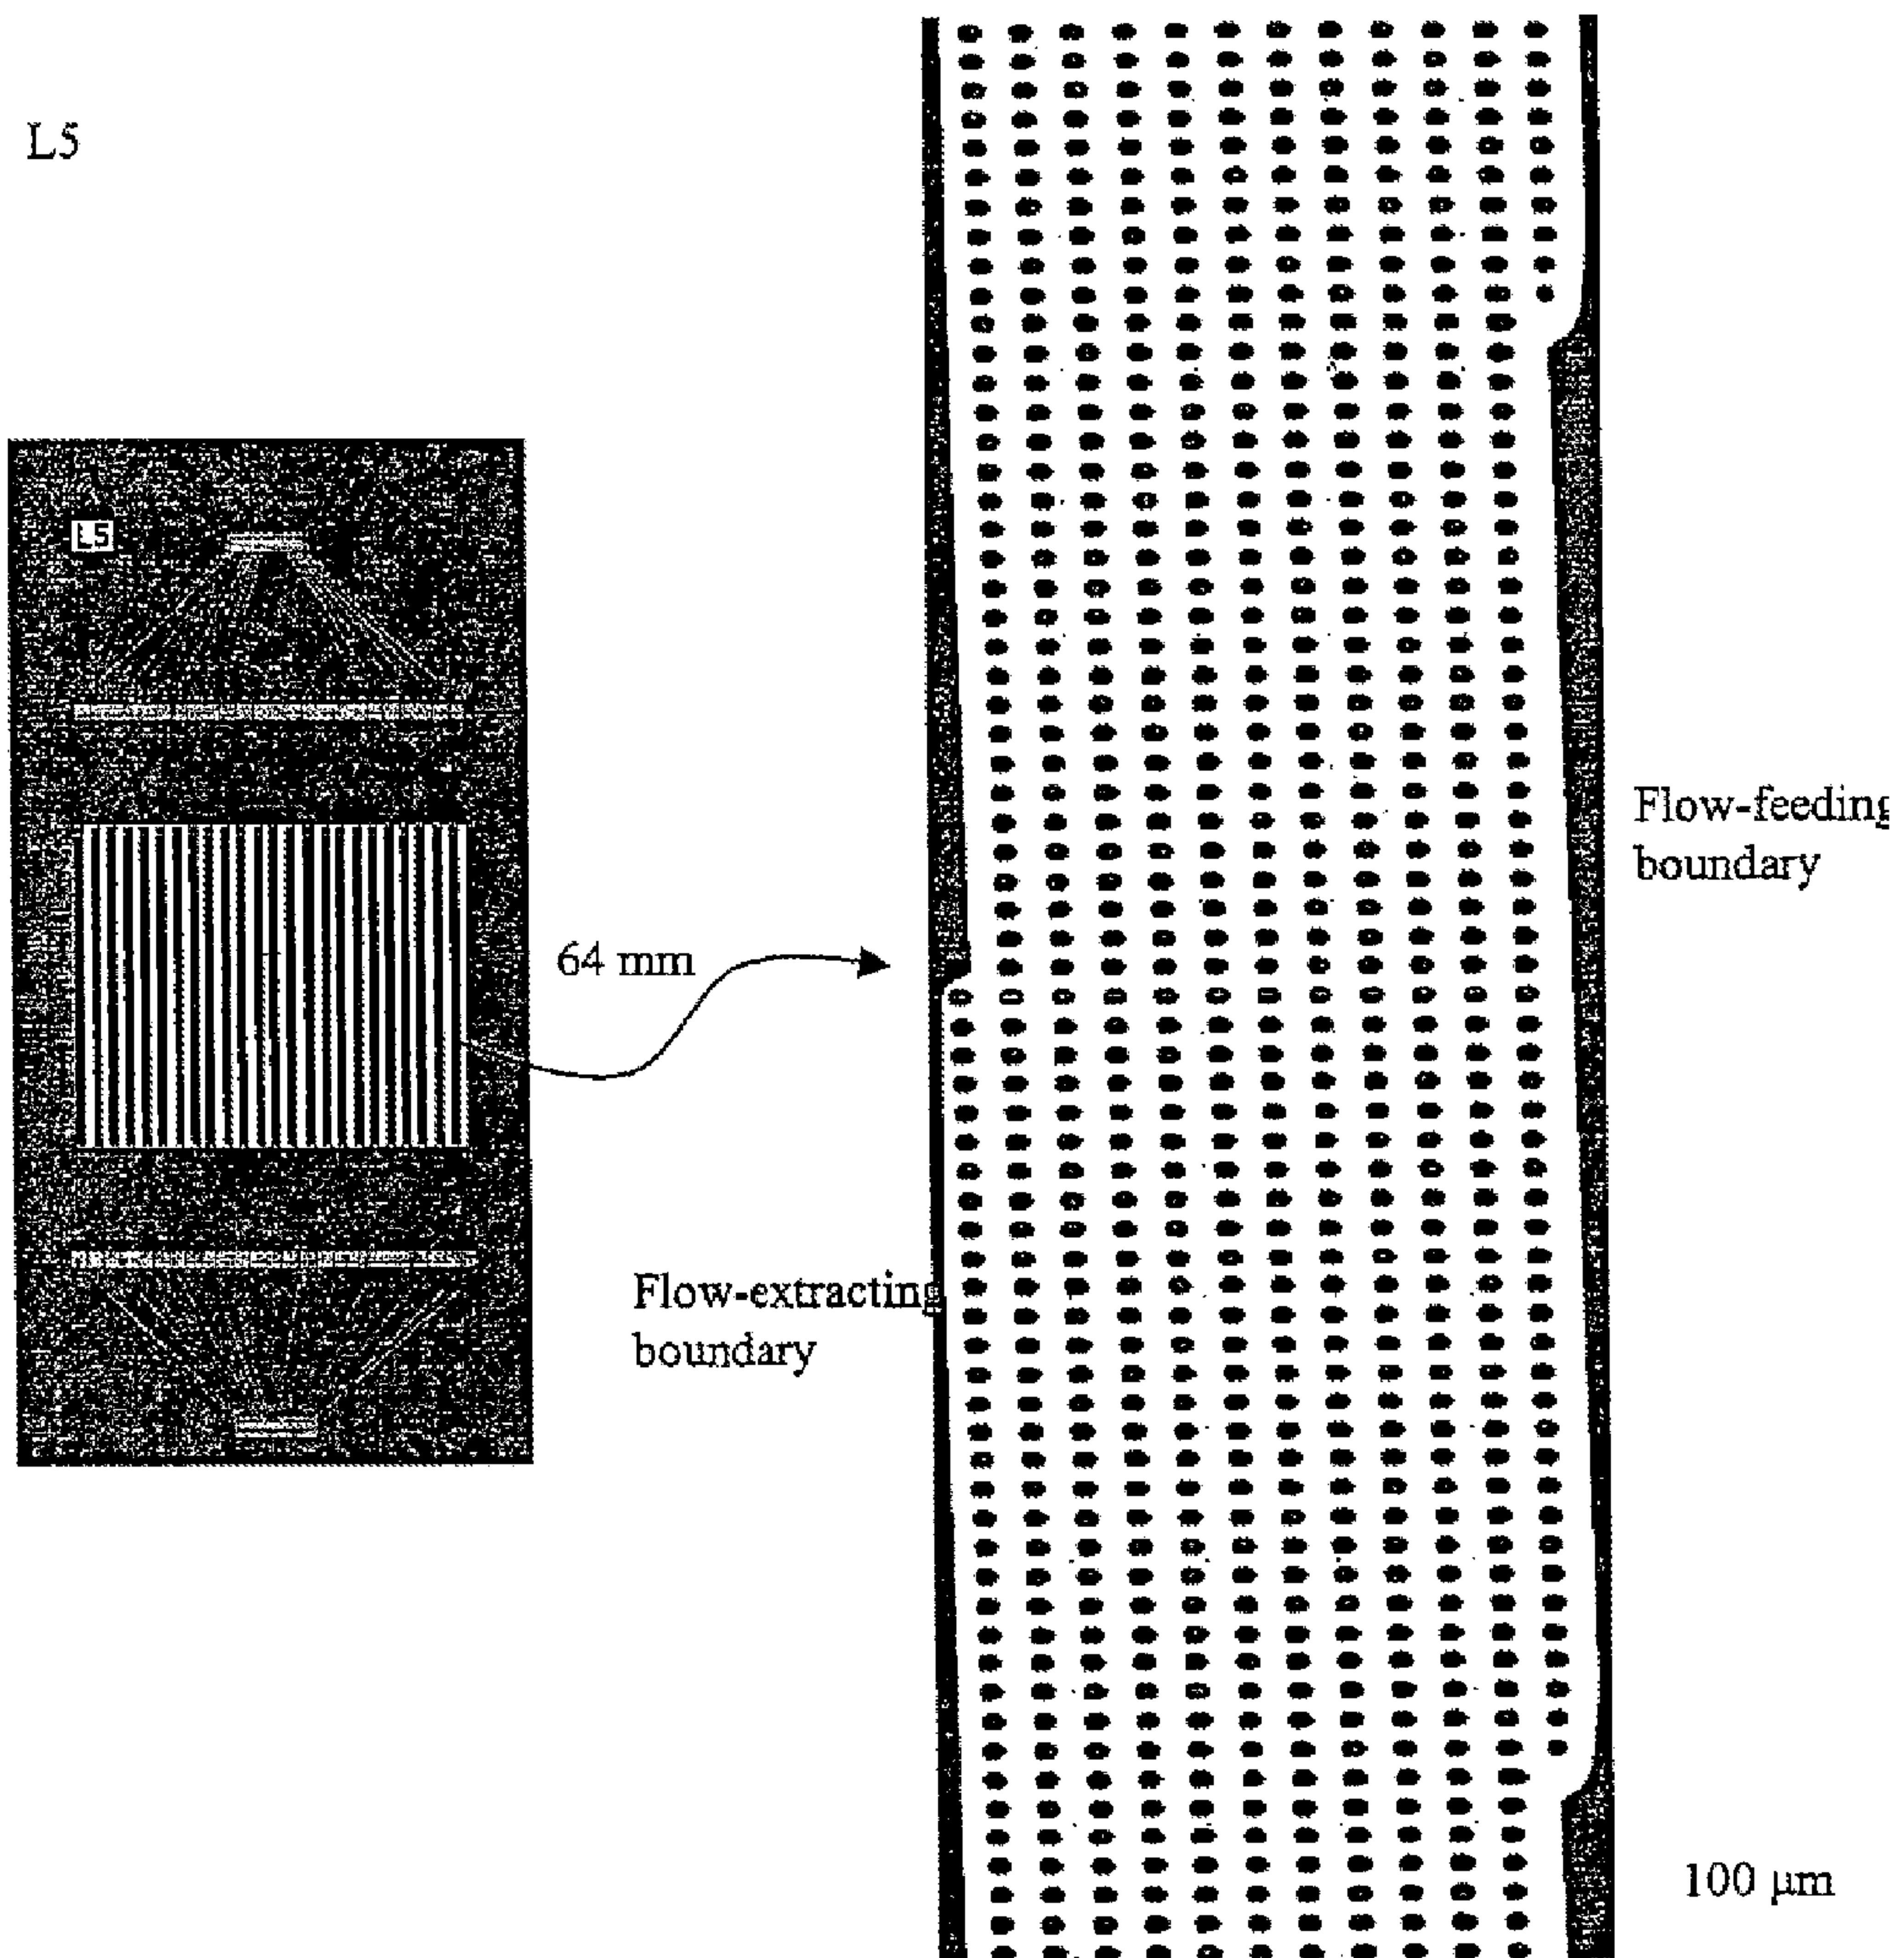 L5
L5
64 mm
Flow-feeding
boundary
Flow-extracting
boundary
100 µm